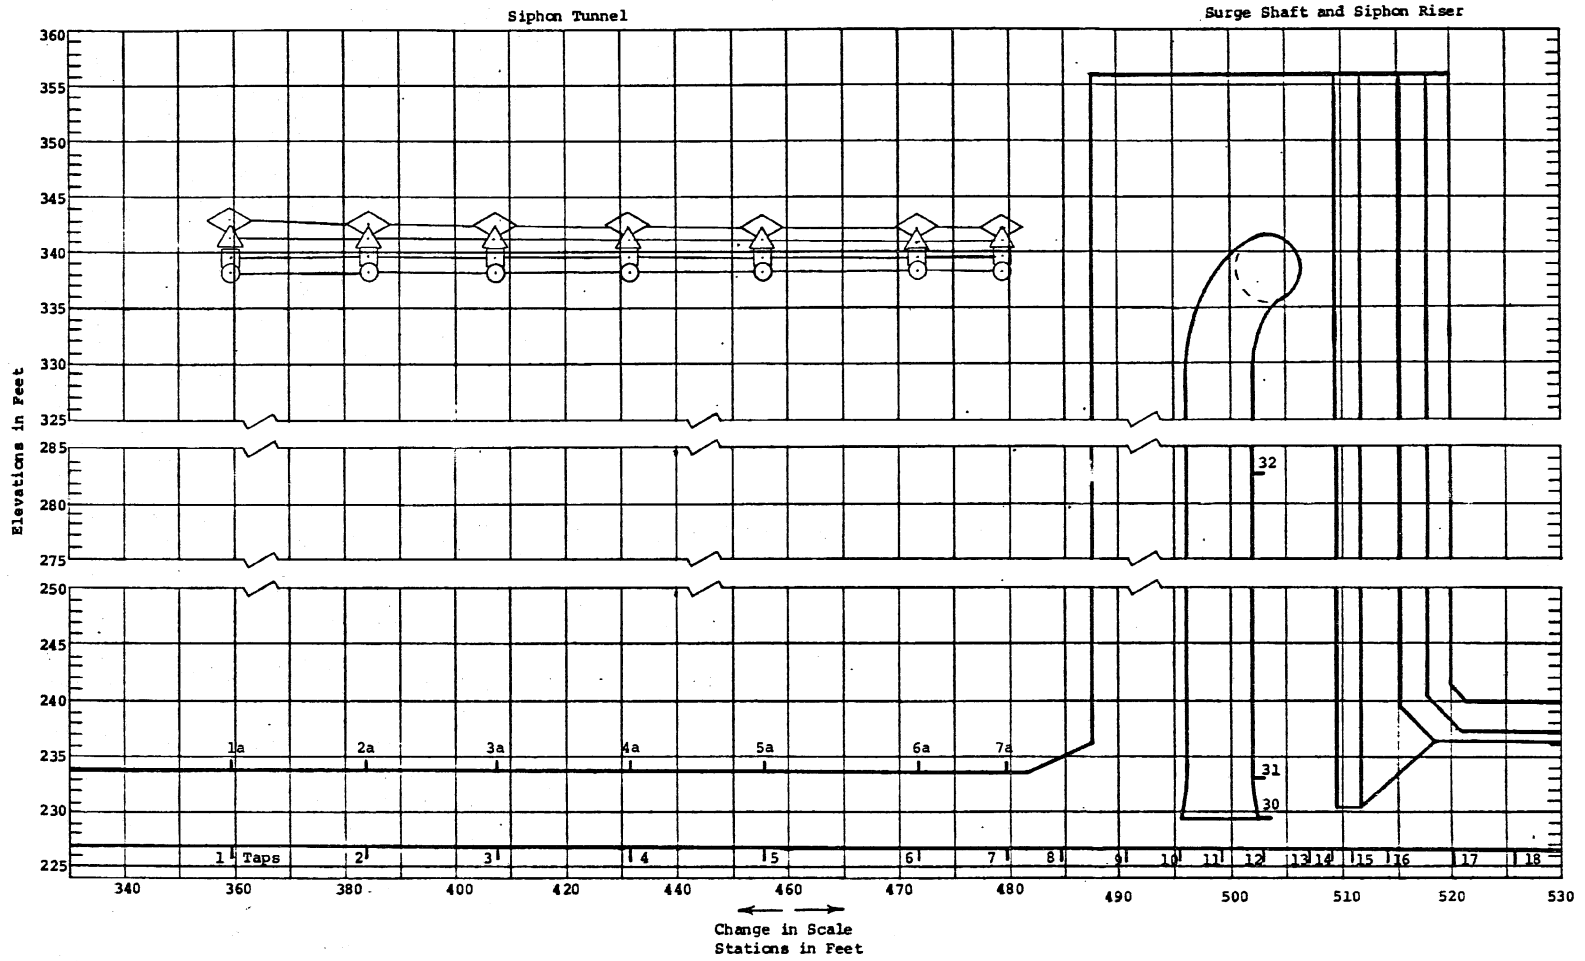 Siphon Tunnel
Surge Shaft and Siphon Riser
360
355
350
345
340
335
330
325
285
280
275
250
245
240
235
230
225
224
Elevations in Feet
32
31
30
1a 2a 3a 4a 5a 6a 7a
1 Taps 2 3 4 5 6 7 8 9 10 11 12 13 14 15 16 17 18
340 360 380 400 420 440 460 470 480 490 500 510 520 530
Change in Scale
Stations in Feet